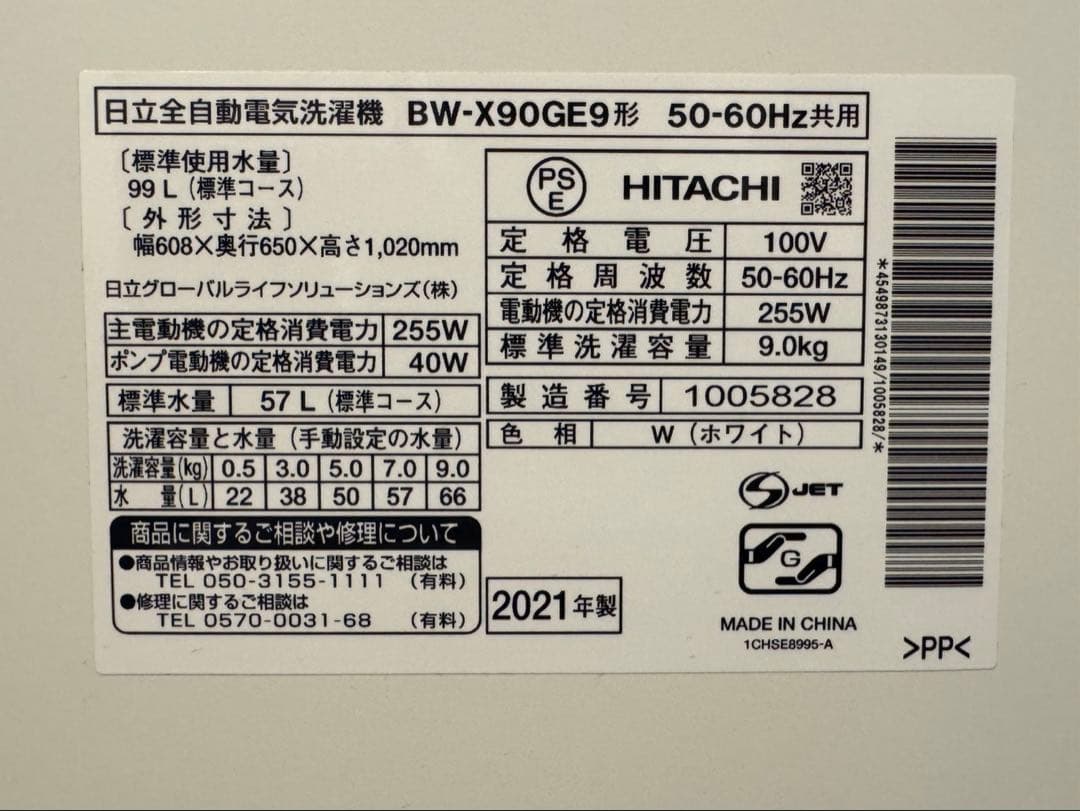 日立全自動電気洗濯機 BW-X90GE9形 50-60Hz共用
〔標準使用水量〕
99 L (標準コース)
〔外形寸法〕
幅608×奥行650×高さ1,020mm
日立グローバルライフソリューションズ(株)
主電動機の定格消費電力 255W
ポンプ電動機の定格消費電力 40W
標準水量 57 L (標準コース)
洗濯容量と水量 (手動設定の水量)
洗濯容量(kg) 0.5 3.0 5.0 7.0 9.0
水量(L) 22 38 50 57 66
商品に関するご相談や修理について
●商品情報やお取り扱いに関するご相談は
TEL 050-3155-1111 (有料)
●修理に関するご相談は
TEL 0570-0031-68 (有料)
PS
E
HITACHI
定格電圧 100V
定格周波数 50-60Hz
電動機の定格消費電力 255W
標準洗濯容量 9.0kg
製造番号 1005828
色相 W (ホワイト)
S JET
G
2021年製
MADE IN CHINA
1CHSE8995-A
*4549873130149/1005828/*
>PP<